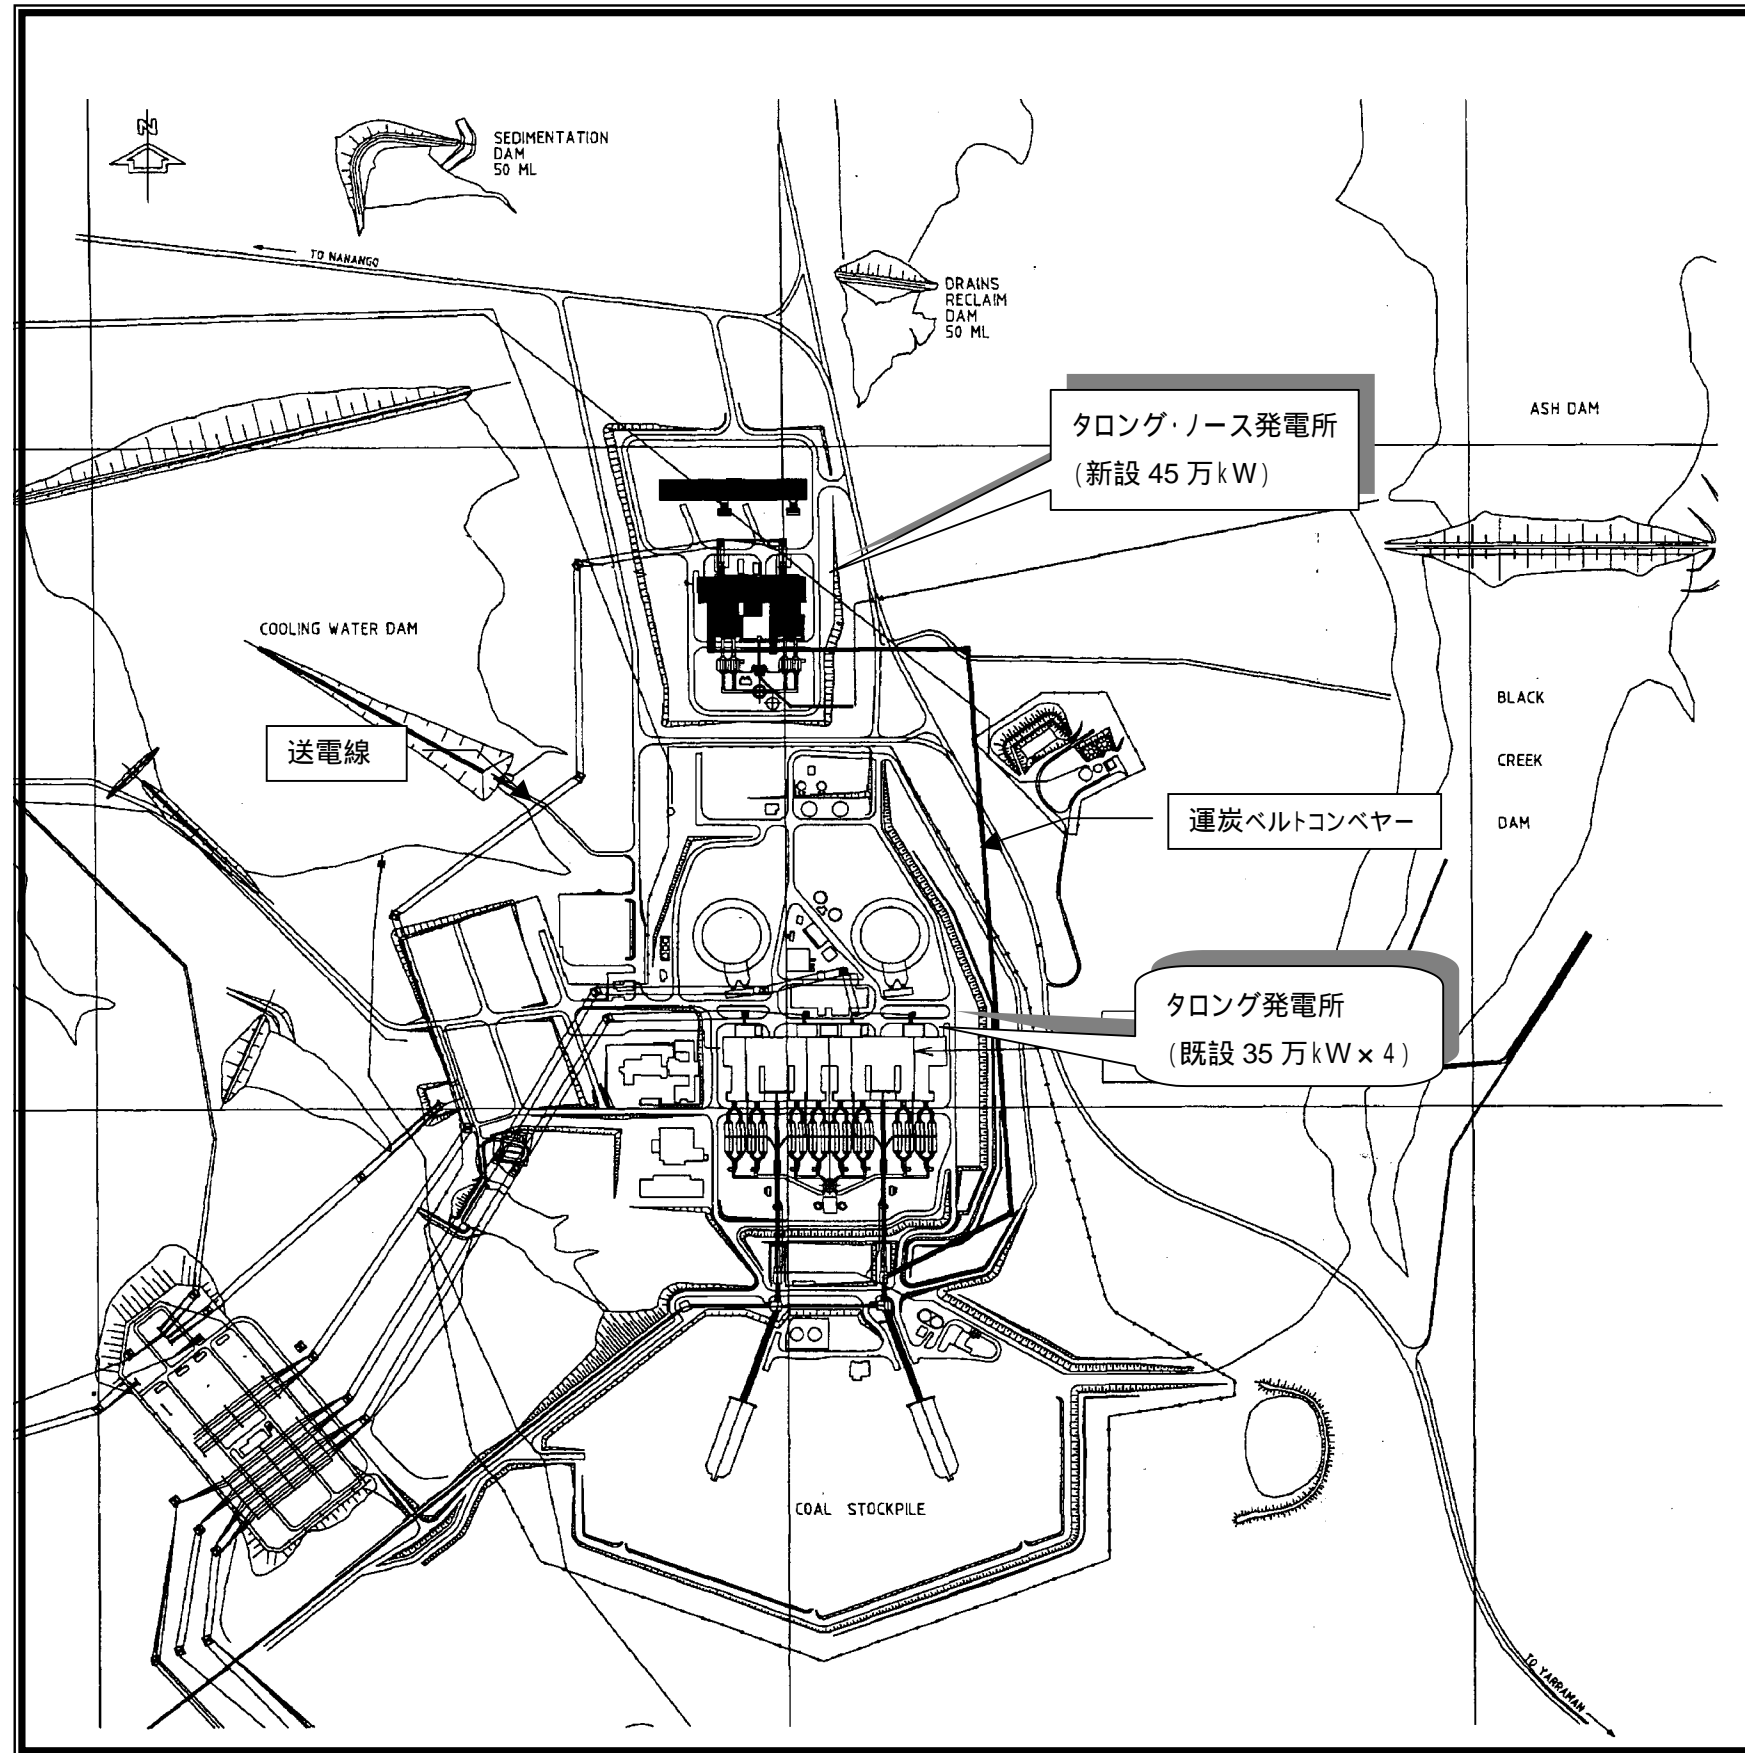 N
SEDIMENTATION
DAM
50 ML
TO NANANGO
DRAINS
RECLAIM
DAM
50 ML
タロング・ノース発電所
(新設 45 万kW)
ASH DAM
COOLING WATER DAM
送電線
BLACK
CREEK
DAM
運炭ベルトコンベヤー
タロング発電所
(既設 35 万kW × 4)
COAL STOCKPILE
TO YARRAMAN